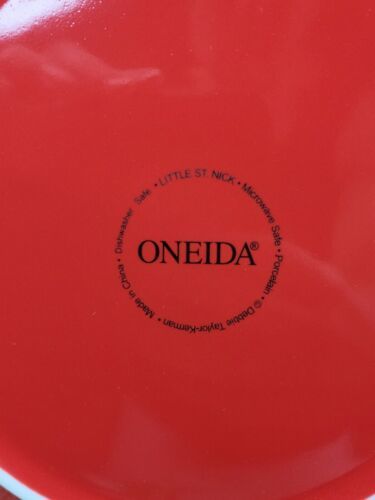 • LITTLE ST. NICK • Microwave Safe • Porcelain • © Debbie Taylor-Kerman • Made in China • Dishwasher Safe
ONEIDA®